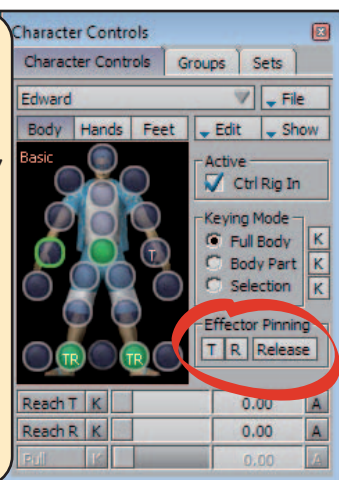 Character Controls
Character Controls Groups Sets
Edward File
Body Hands Feet Edit Show
Basic
Active
Ctrl Rig In
Keying Mode
Full Body K
Body Part K
Selection K
T
Effector Pinning
T R Release
TR TR
Reach T K 0.00 A
Reach R K 0.00 A
Pull K 0.00 A